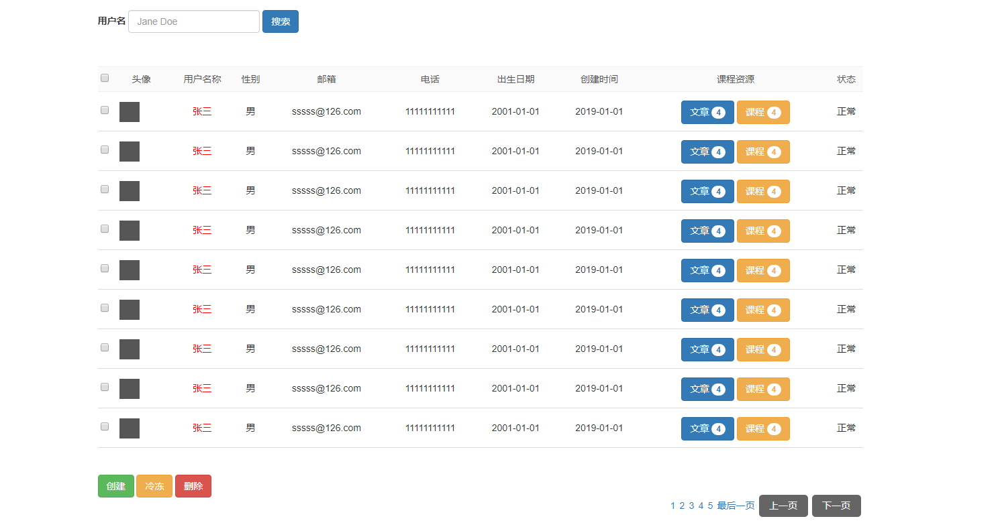 用户名 Jane Doe 搜索
头像 用户名称 性别 邮箱 电话 出生日期 创建时间 课程资源 状态
张三 男 sssss@126.com 11111111111 2001-01-01 2019-01-01 文章 4 课程 4 正常
张三 男 sssss@126.com 11111111111 2001-01-01 2019-01-01 文章 4 课程 4 正常
张三 男 sssss@126.com 11111111111 2001-01-01 2019-01-01 文章 4 课程 4 正常
张三 男 sssss@126.com 11111111111 2001-01-01 2019-01-01 文章 4 课程 4 正常
张三 男 sssss@126.com 11111111111 2001-01-01 2019-01-01 文章 4 课程 4 正常
张三 男 sssss@126.com 11111111111 2001-01-01 2019-01-01 文章 4 课程 4 正常
张三 男 sssss@126.com 11111111111 2001-01-01 2019-01-01 文章 4 课程 4 正常
张三 男 sssss@126.com 11111111111 2001-01-01 2019-01-01 文章 4 课程 4 正常
张三 男 sssss@126.com 11111111111 2001-01-01 2019-01-01 文章 4 课程 4 正常
创建 冷冻 删除
1 2 3 4 5 最后一页 上一页 下一页